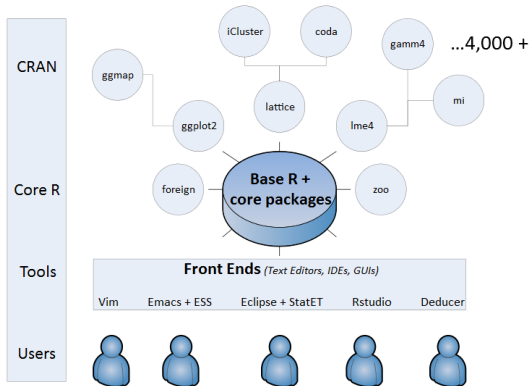 CRAN
iCluster
coda
gamm4
...4,000 +
ggmap
mi
lattice
ggplot2
lme4
Core R
foreign
Base R +
core packages
zoo
Tools
Front Ends (Text Editors, IDEs, GUIs)
Vim
Emacs + ESS
Eclipse + StatET
Rstudio
Deducer
Users